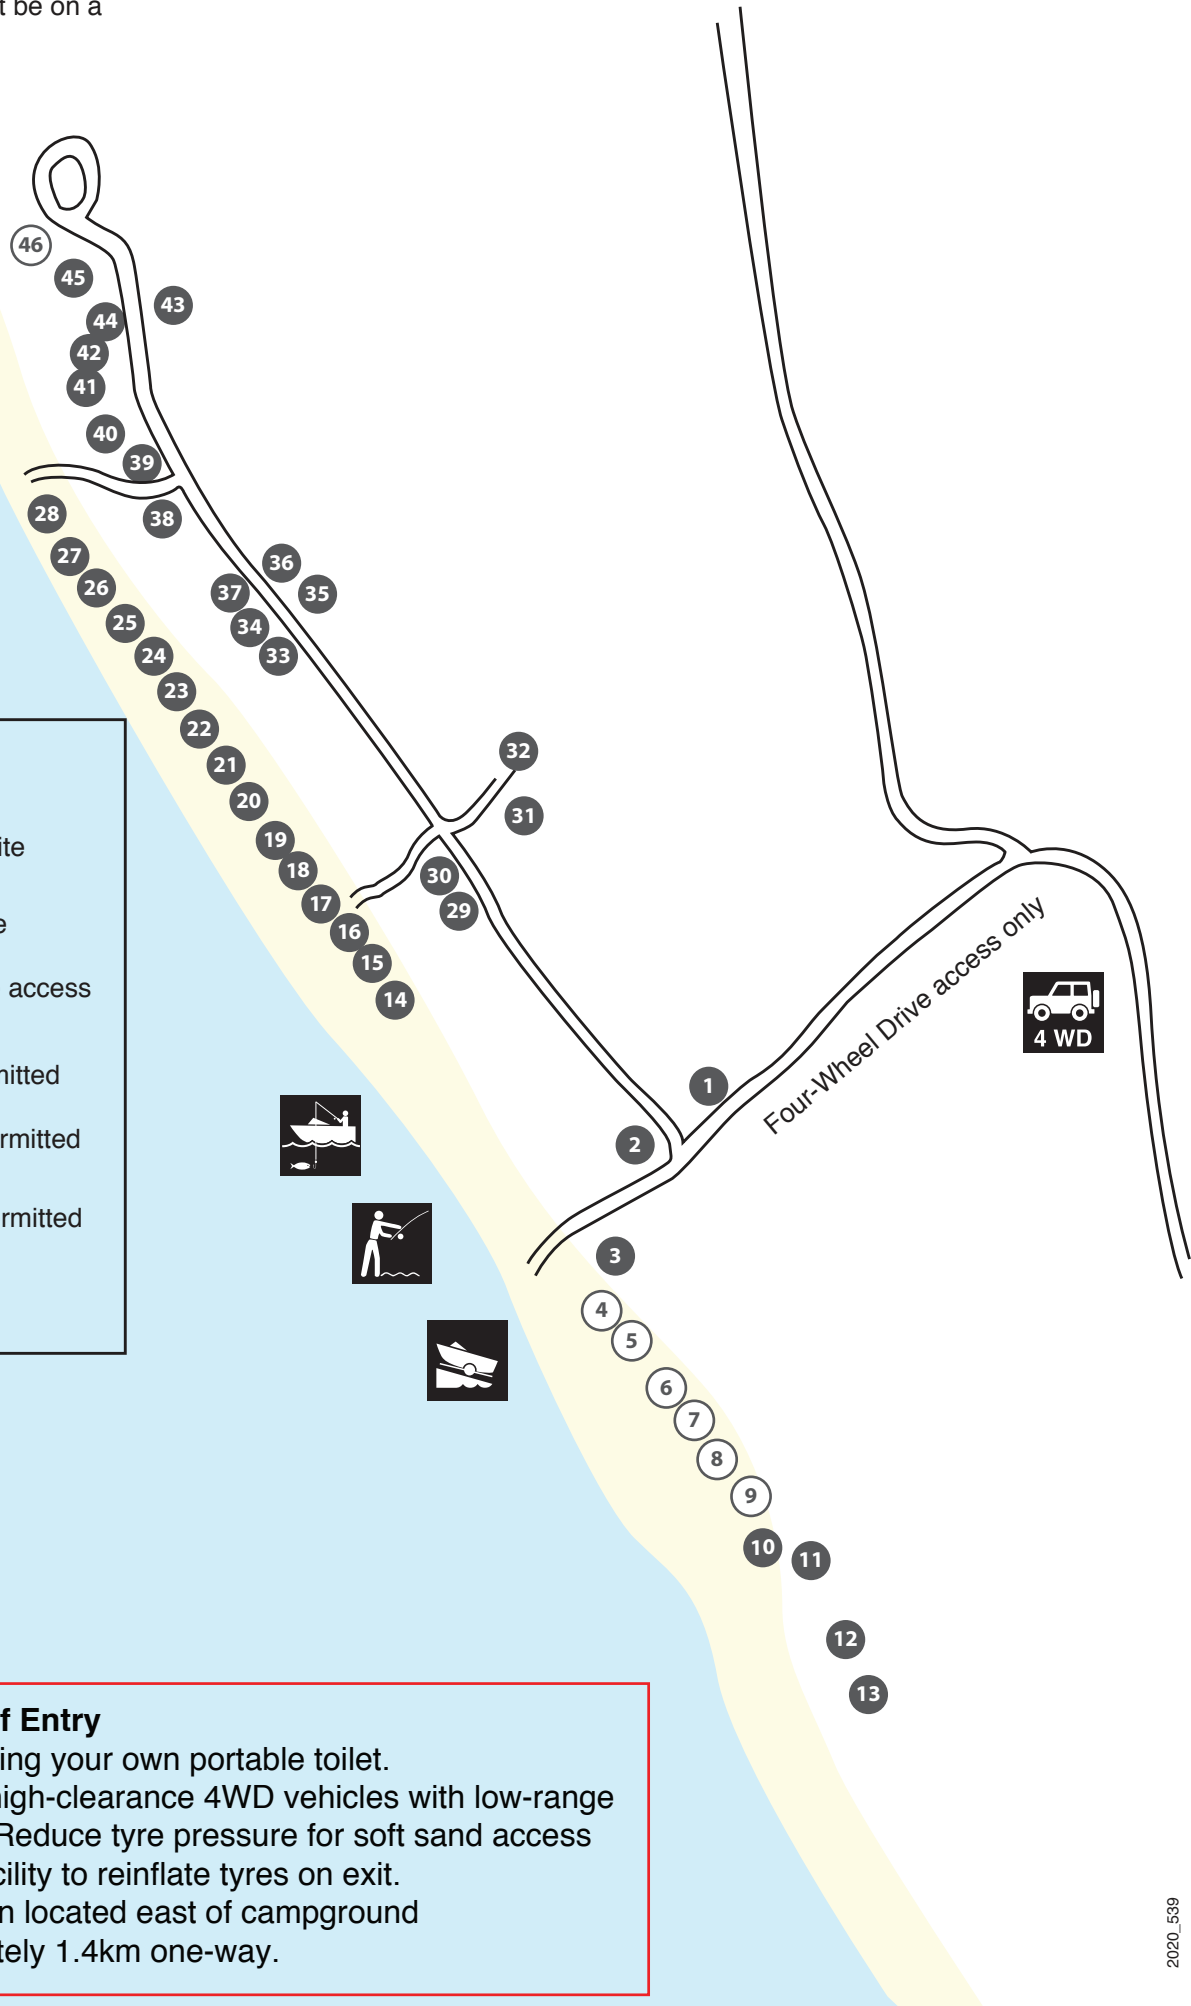 t be on a
46
45
43
44
42
41
40
39
28
38
27
36
26
37
35
25
34
24
33
23
22
32
21
20
31
19
ite
18
30
17
29
e
16
15
access
14
Four-Wheel Drive access only
4 WD
mitted
1
rmitted
2
rmitted
3
4
5
6
7
8
9
10
11
12
13
f Entry
ing your own portable toilet.
high-clearance 4WD vehicles with low-range
Reduce tyre pressure for soft sand access
cility to reinflate tyres on exit.
n located east of campground
tely 1.4km one-way.
2020_539